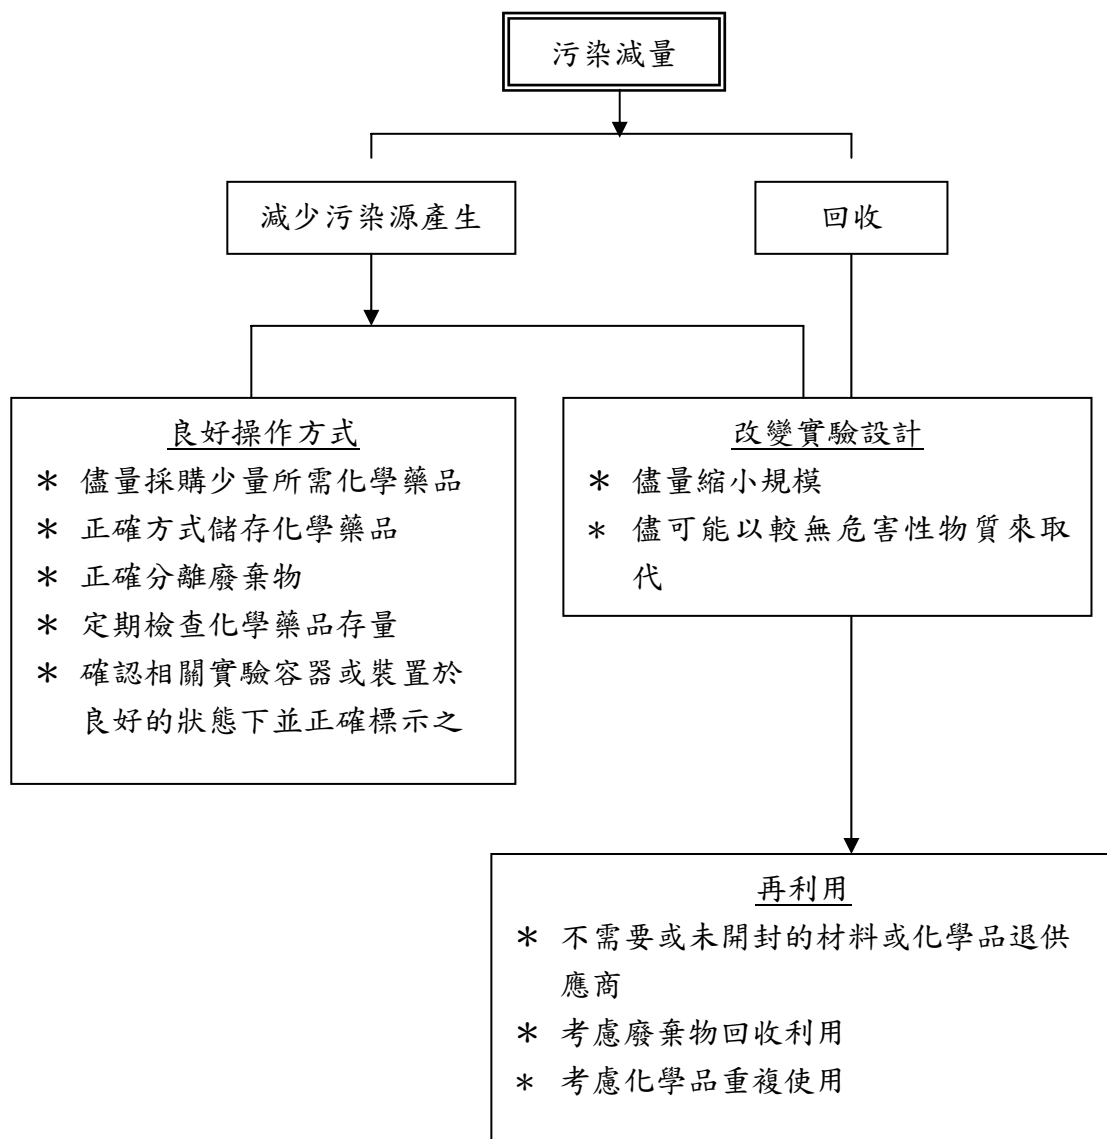 污染減量
減少污染源產生
回收
良好操作方式
＊ 儘量採購少量所需化學藥品
＊ 正確方式儲存化學藥品
＊ 正確分離廢棄物
＊ 定期檢查化學藥品存量
＊ 確認相關實驗容器或裝置於
良好的狀態下並正確標示之
改變實驗設計
＊ 儘量縮小規模
＊ 儘可能以較無危害性物質來取
代
再利用
＊ 不需要或未開封的材料或化學品退供
應商
＊ 考慮廢棄物回收利用
＊ 考慮化學品重複使用